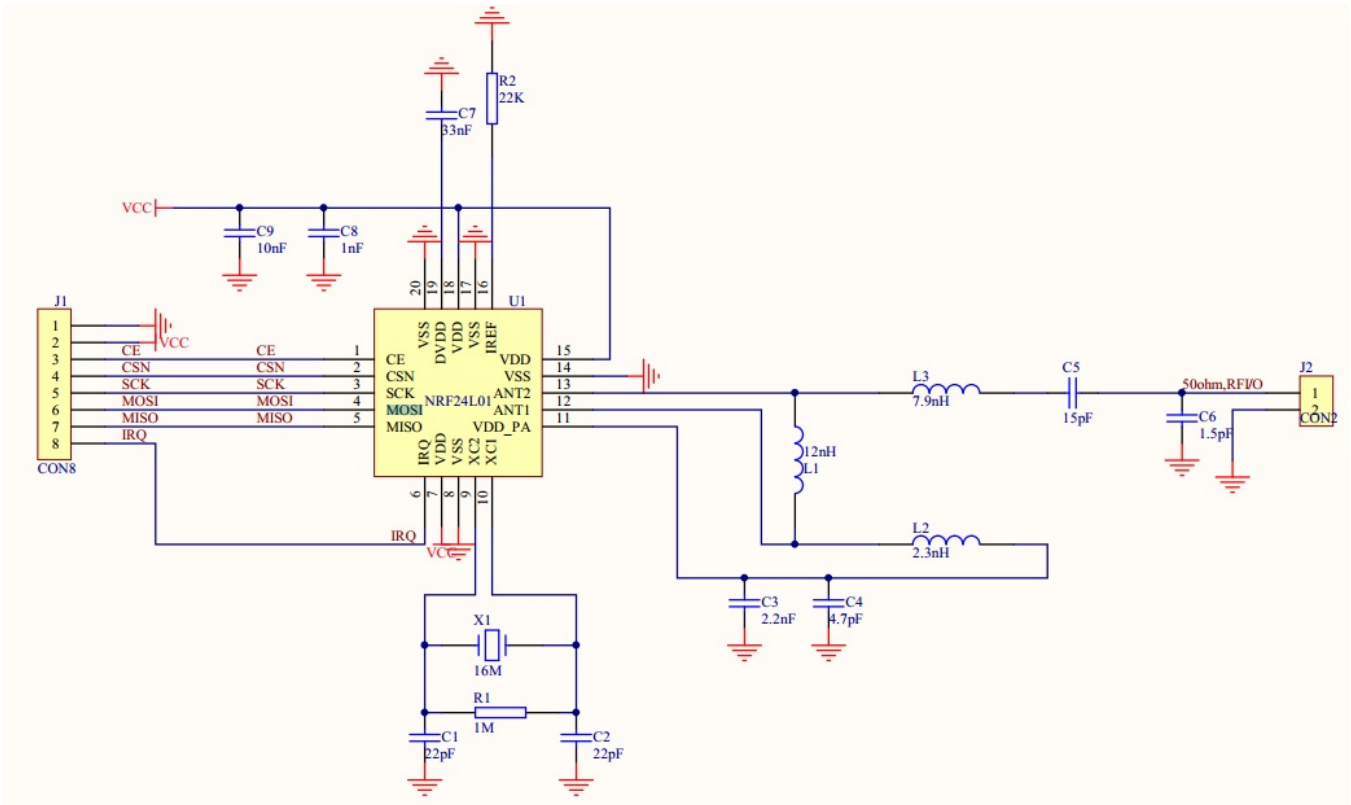 R2
22K
C7
33nF
VCC
C9
10nF
C8
1nF
J1
1
2
3
4
5
6
7
8
CON8
VCC
CE
CSN
SCK
MOSI
MISO
IRQ
CE
CSN
SCK
MOSI
MISO
1
2
3
4
5
20
19
18
17
16
U1
VSS
DVDD
VDD
VSS
IREF
CE
CSN
SCK
MOSI
MISO
NRF24L01
VDD
VSS
ANT2
ANT1
VDD_PA
15
14
13
12
11
IRQ
VDD
VSS
XC2
XC1
6
7
8
9
10
IRQ
VCC
L3
7.9nH
C5
15pF
50ohm,RFI/O
C6
1.5pF
J2
1
2
CON2
12nH
L1
L2
2.3nH
C3
2.2nF
C4
4.7pF
X1
16M
R1
1M
C1
22pF
C2
22pF